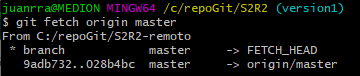 juanrra@MEDION MINGW64 /c/repoGit/S2R2 (version1)
$ git fetch origin master
From C:/repoGit/S2R2-remoto
 * branch            master     -> FETCH_HEAD
   9adb732..028b4bc  master     -> origin/master